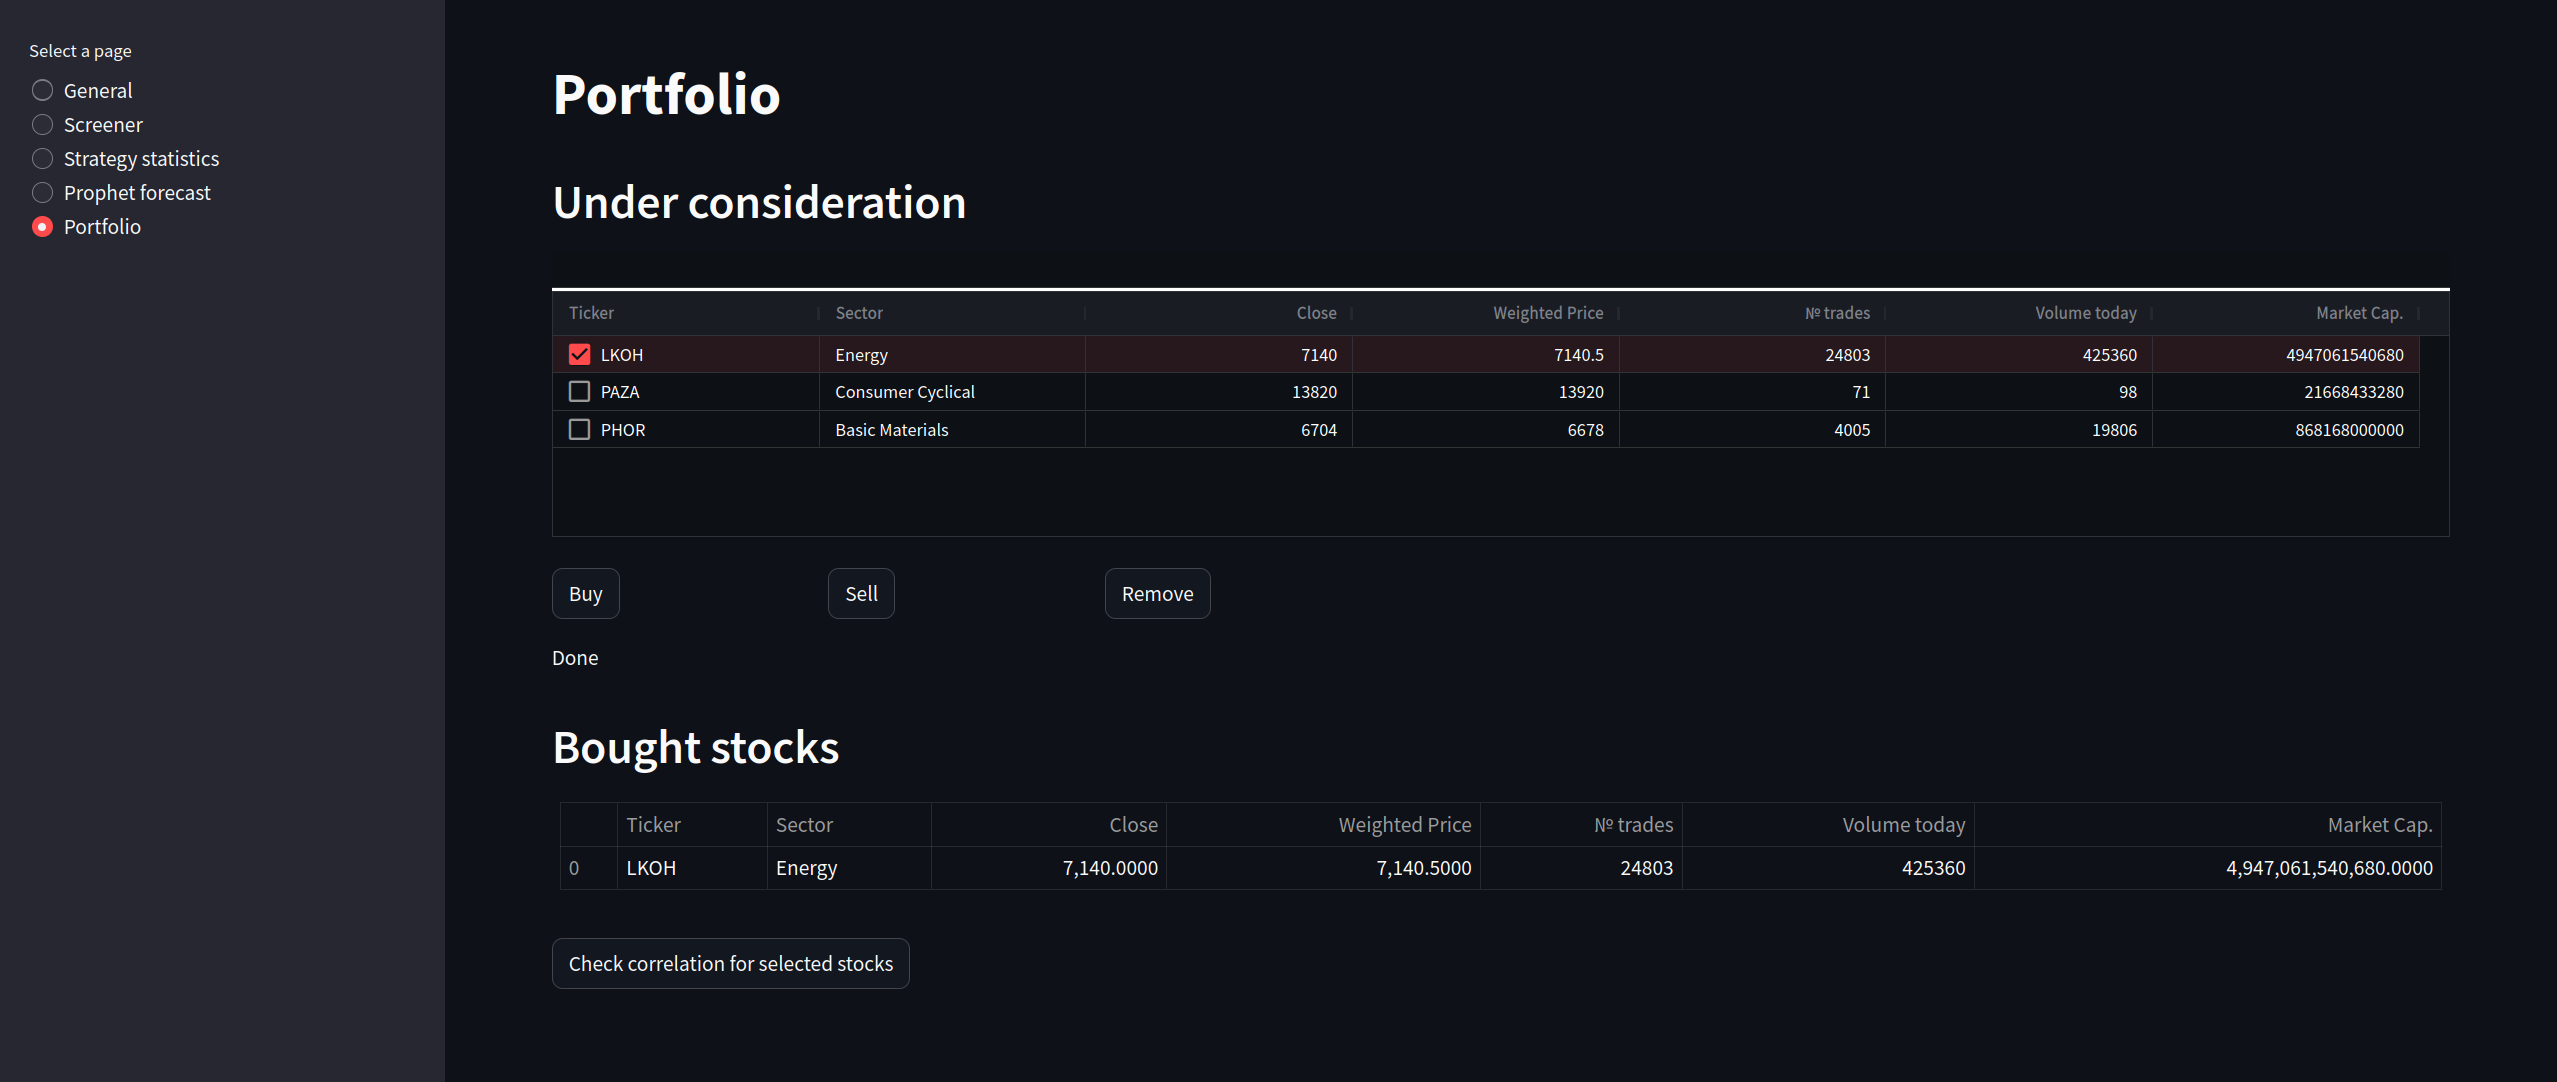 Select a page
General
Screener
Strategy statistics
Prophet forecast
Portfolio
Portfolio
Under consideration
Ticker Sector Close Weighted Price № trades Volume today Market Cap.
LKOH Energy 7140 7140.5 24803 425360 4947061540680
PAZA Consumer Cyclical 13820 13920 71 98 21668433280
PHOR Basic Materials 6704 6678 4005 19806 868168000000
Buy Sell Remove
Done
Bought stocks
Ticker Sector Close Weighted Price № trades Volume today Market Cap.
0 LKOH Energy 7,140.0000 7,140.5000 24803 425360 4,947,061,540,680.0000
Check correlation for selected stocks